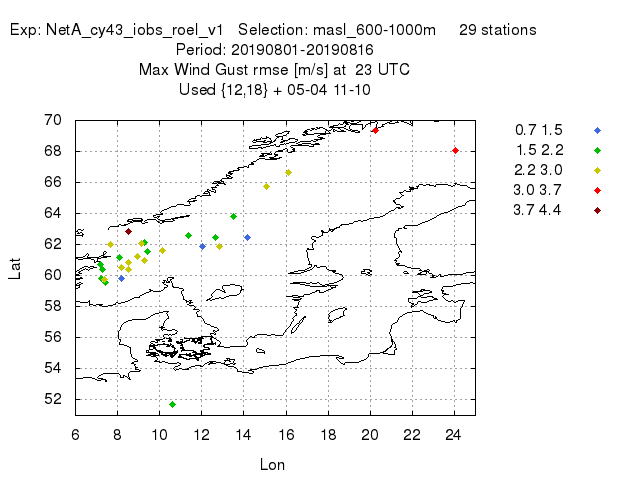 Exp: NetA_cy43_iobs_roel_v1   Selection: masl_600-1000m     29 stations
Period: 20190801-20190816
Max Wind Gust rmse [m/s] at  23 UTC
Used {12,18} + 05-04 11-10
70
68
66
64
62
60
58
56
54
52
Lat
6 8 10 12 14 16 18 20 22 24
Lon
0.7 1.5
1.5 2.2
2.2 3.0
3.0 3.7
3.7 4.4